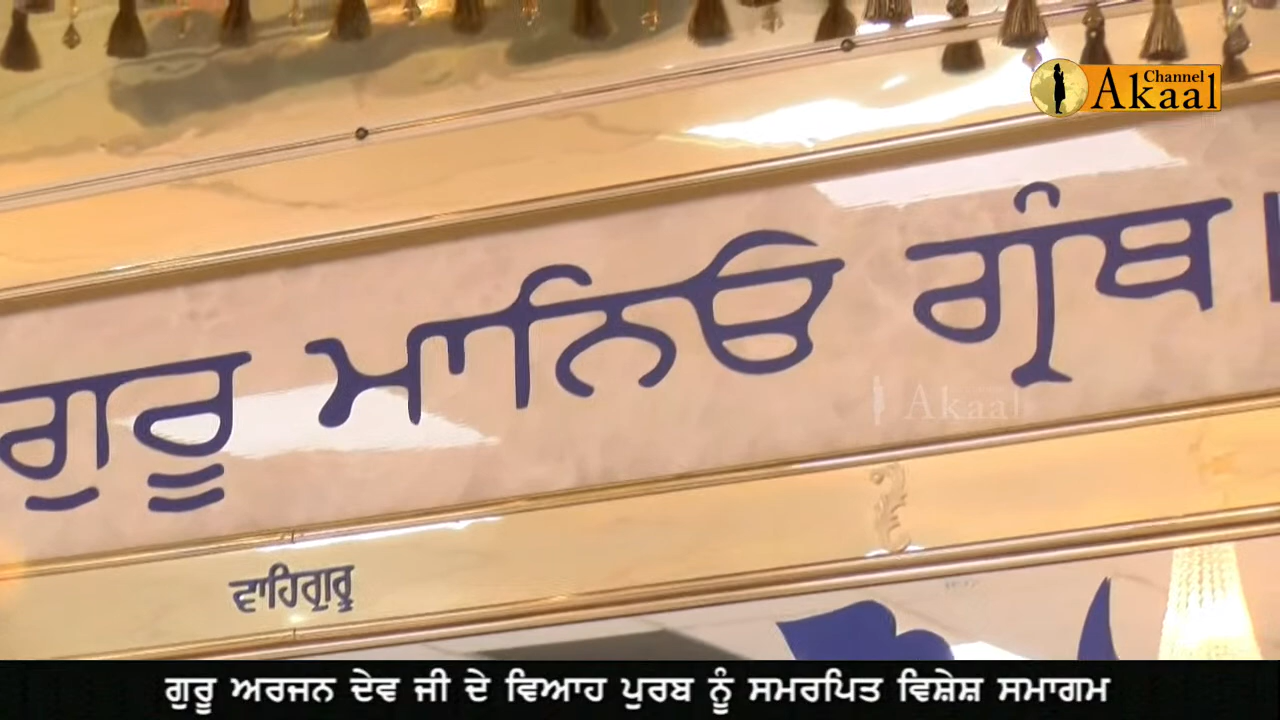 Channel
Akaal
ਗੁਰੂ ਮਾਨਿਓ ਗ੍ਰੰਥ
Akaal
ਵਾਹਿਗੁਰੂ
ਗੁਰੂ ਅਰਜਨ ਦੇਵ ਜੀ ਦੇ ਵਿਆਹ ਪੁਰਬ ਨੂੰ ਸਮਰਪਿਤ ਵਿਸ਼ੇਸ਼ ਸਮਾਗਮ